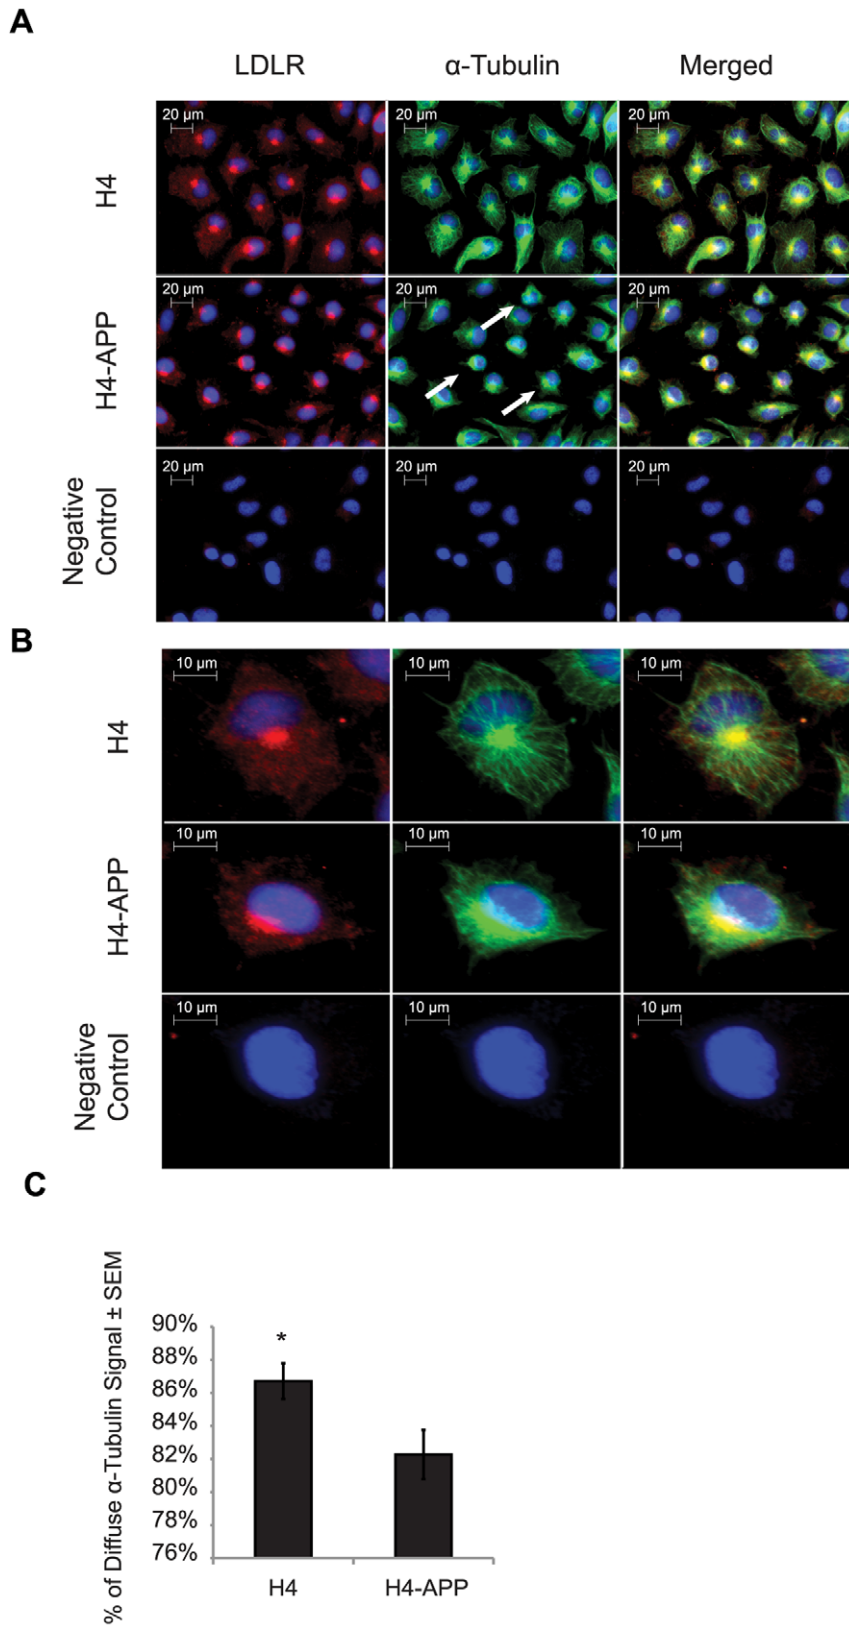 A
LDLR
α-Tubulin
Merged
H4
20 µm
20 µm
20 µm
H4-APP
20 µm
20 µm
20 µm
Negative
Control
20 µm
20 µm
20 µm
B
H4
10 µm
10 µm
10 µm
H4-APP
10 µm
10 µm
10 µm
Negative
Control
10 µm
10 µm
10 µm
C
% of Diffuse α-Tubulin Signal ± SEM
90%
88%
86%
84%
82%
80%
78%
76%
*
H4
H4-APP